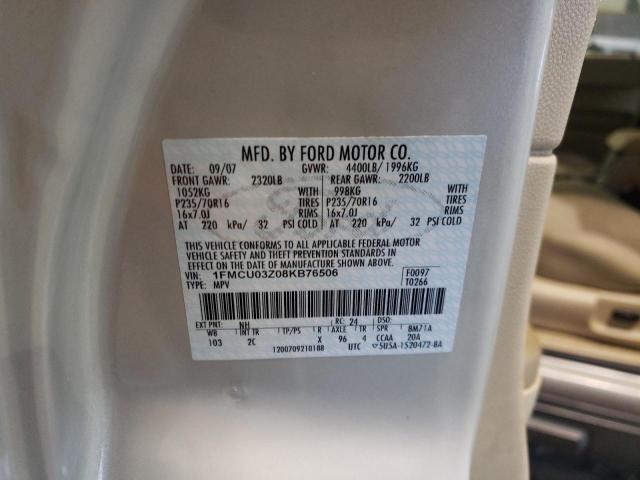 MFD. BY FORD MOTOR CO.
DATE: 09/07 GVWR: 4400LB/ 1996KG
FRONT GAWR: 2320LB REAR GAWR: 2200LB
1052KG WITH 998KG WITH
P235/70R16 TIRES P235/70R16 TIRES
16x7.0J RIMS 16x7.0J RIMS
AT 220 kPa/ 32 PSI COLD AT 220 kPa/ 32 PSI COLD
THIS VEHICLE CONFORMS TO ALL APPLICABLE FEDERAL MOTOR
VEHICLE SAFETY AND THEFT PREVENTION STANDARDS IN
EFFECT ON THE DATE OF MANUFACTURE SHOWN ABOVE.
VIN: 1FMCU03Z08KB76506 F0097
TYPE: MPV T0266
EXT PNT: NH RC: 24 DSO:
WB INT TR TP/PS R AXLE TR SPR 8M71A
103 2C X 96 4 CCAA 20A
1200709210188 UTC 5U5A-1520472-BA